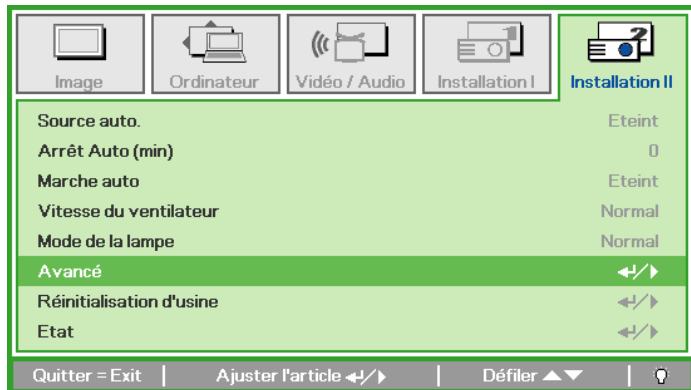 Image Ordinateur Vidéo / Audio Installation I Installation II
Source auto. Eteint
Arrêt Auto (min) 0
Marche auto Eteint
Vitesse du ventilateur Normal
Mode de la lampe Normal
Avancé
Réinitialisation d'usine
Etat
Quitter = Exit Ajuster l'article Défiler